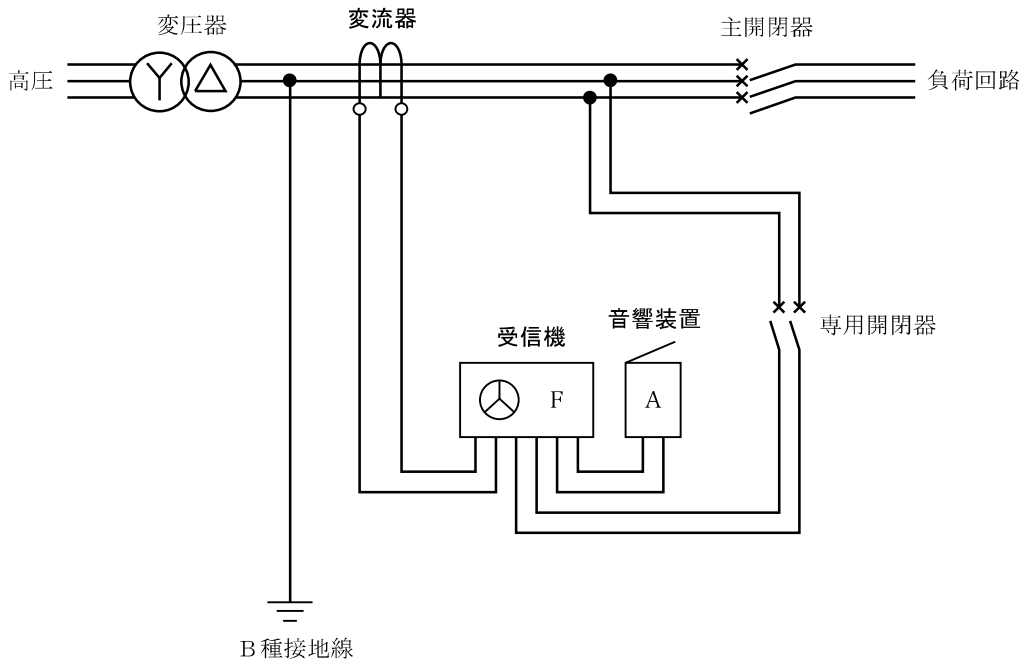 変圧器
変流器
主開閉器
高圧
負荷回路
専用開閉器
音響装置
受信機
F
A
B種接地線